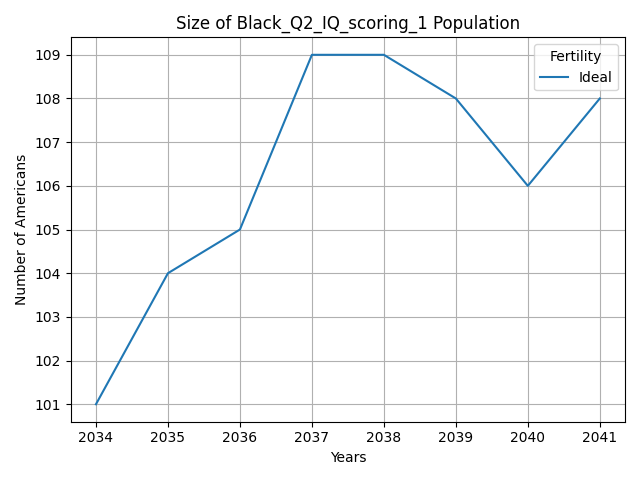 Size of Black_Q2_IQ_scoring_1 Population
Fertility
Ideal
Number of Americans
109
108
107
106
105
104
103
102
101
2034 2035 2036 2037 2038 2039 2040 2041
Years